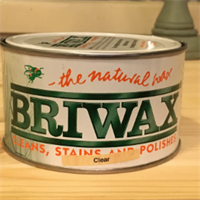 the natural wax
BRIWAX
CLEANS, STAINS AND POLISHES
Clear